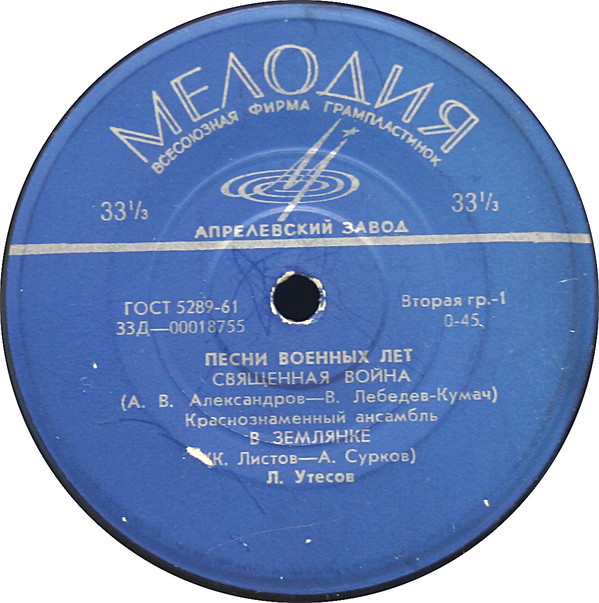 МЕЛОДИЯ
ВСЕСОЮЗНАЯ ФИРМА ГРАМПЛАСТИНОК
33⅓ 33⅓
АПРЕЛЕВСКИЙ ЗАВОД
ГОСТ 5289-61 Вторая гр.-1
33Д—00018755 0-45
ПЕСНИ ВОЕННЫХ ЛЕТ
СВЯЩЕННАЯ ВОЙНА
(А. В. Александров—В. Лебедев-Кумач)
Краснознаменный ансамбль
В ЗЕМЛЯНКЕ
(К. Листов—А. Сурков)
Л. Утесов